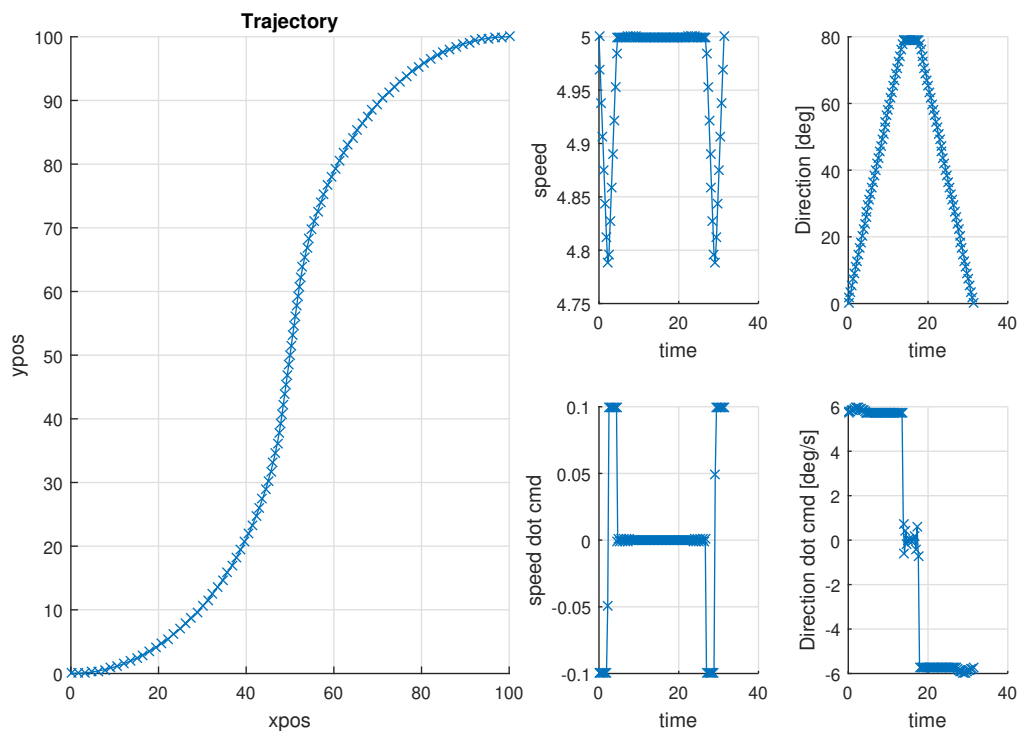 Trajectory
100
90
80
70
60
50
40
30
20
10
0
0 20 40 60 80 100
xpos
ypos
5
4.95
4.9
4.85
4.8
4.75
0 20 40
time
speed
80
60
40
20
0
0 20 40
time
Direction [deg]
0.1
0.05
0
-0.05
-0.1
0 20 40
time
speed dot cmd
6
4
2
0
-2
-4
-6
0 20 40
time
Direction dot cmd [deg/s]